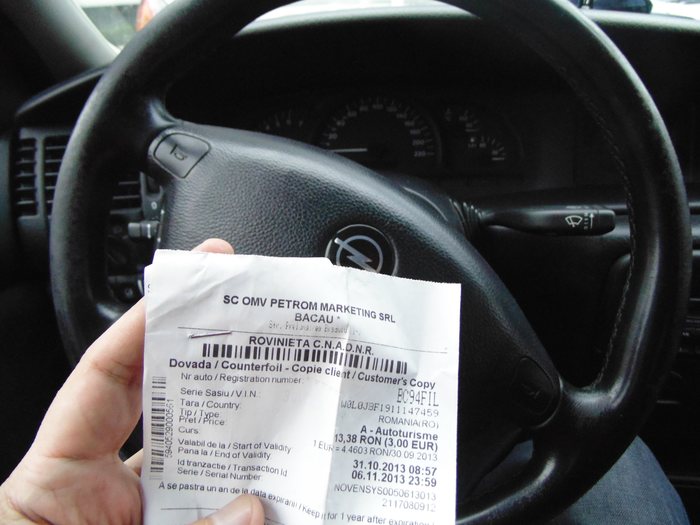 SC OMV PETROM MARKETING SRL
BACAU *
ROVINIETA C.N.A.D.N.R.
Dovada / Counterfoil - Copie client / Customer's Copy
Nr auto / Registration number BC94FIL
Serie Sasiu / V.I.N. W0L0JBF1911147459
Tara / Country: ROMANIA(RO)
Tip / Type: A - Autoturisme
Pret / Price: 13,38 RON (3,00 EUR)
Curs: 1 EUR = 4.4603 RON/30 09 2013
Valabil de la / Start of Validity 31.10.2013 08:57
Pana la / End of Validity: 06.11.2013 23:59
Id tranzactie / Transaction Id NOVENSYS0050613013
Serie / Serial Number 2117080912
A se pastra un an de la data expirarii / Keep it for 1 year after expiration